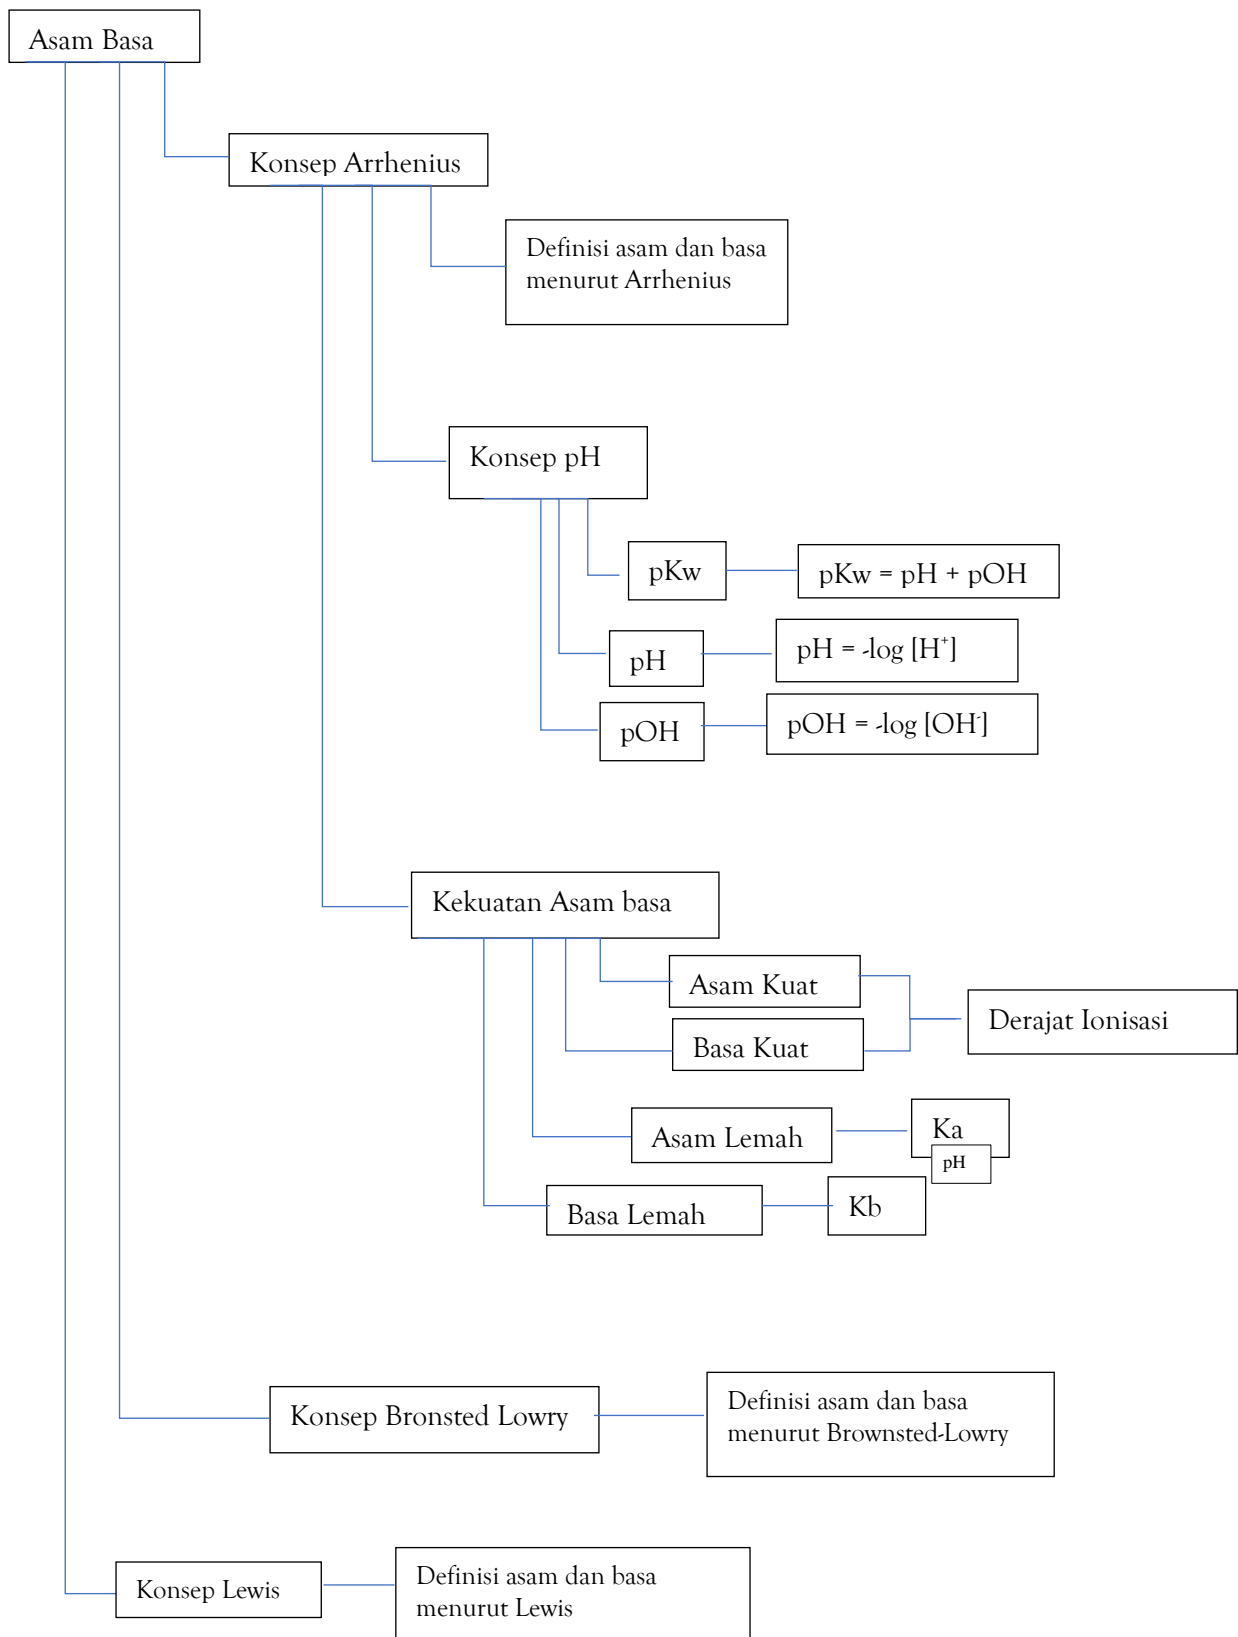 Asam Basa
Konsep Arrhenius
Definisi asam dan basa
menurut Arrhenius
Konsep pH
pKw
pKw = pH + pOH
pH
pH = -log [H⁺]
pOH
pOH = -log [OH⁻]
Kekuatan Asam basa
Asam Kuat
Derajat Ionisasi
Basa Kuat
Asam Lemah
Ka
pH
Basa Lemah
Kb
Konsep Bronsted Lowry
Definisi asam dan basa
menurut Brownsted-Lowry
Konsep Lewis
Definisi asam dan basa
menurut Lewis